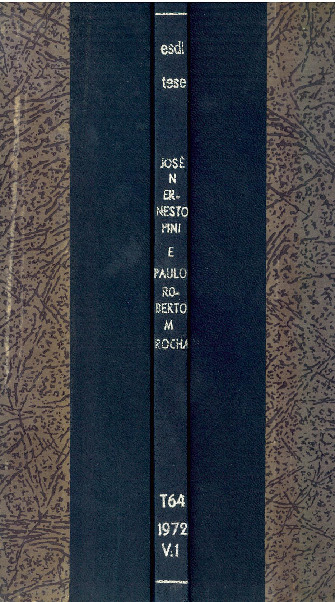 esdi
tese
JOSÉ
N
ER-
NESTO
PINI
E
PAULO
RO-
BERTO
M
ROCHA
T64
1972
V.1